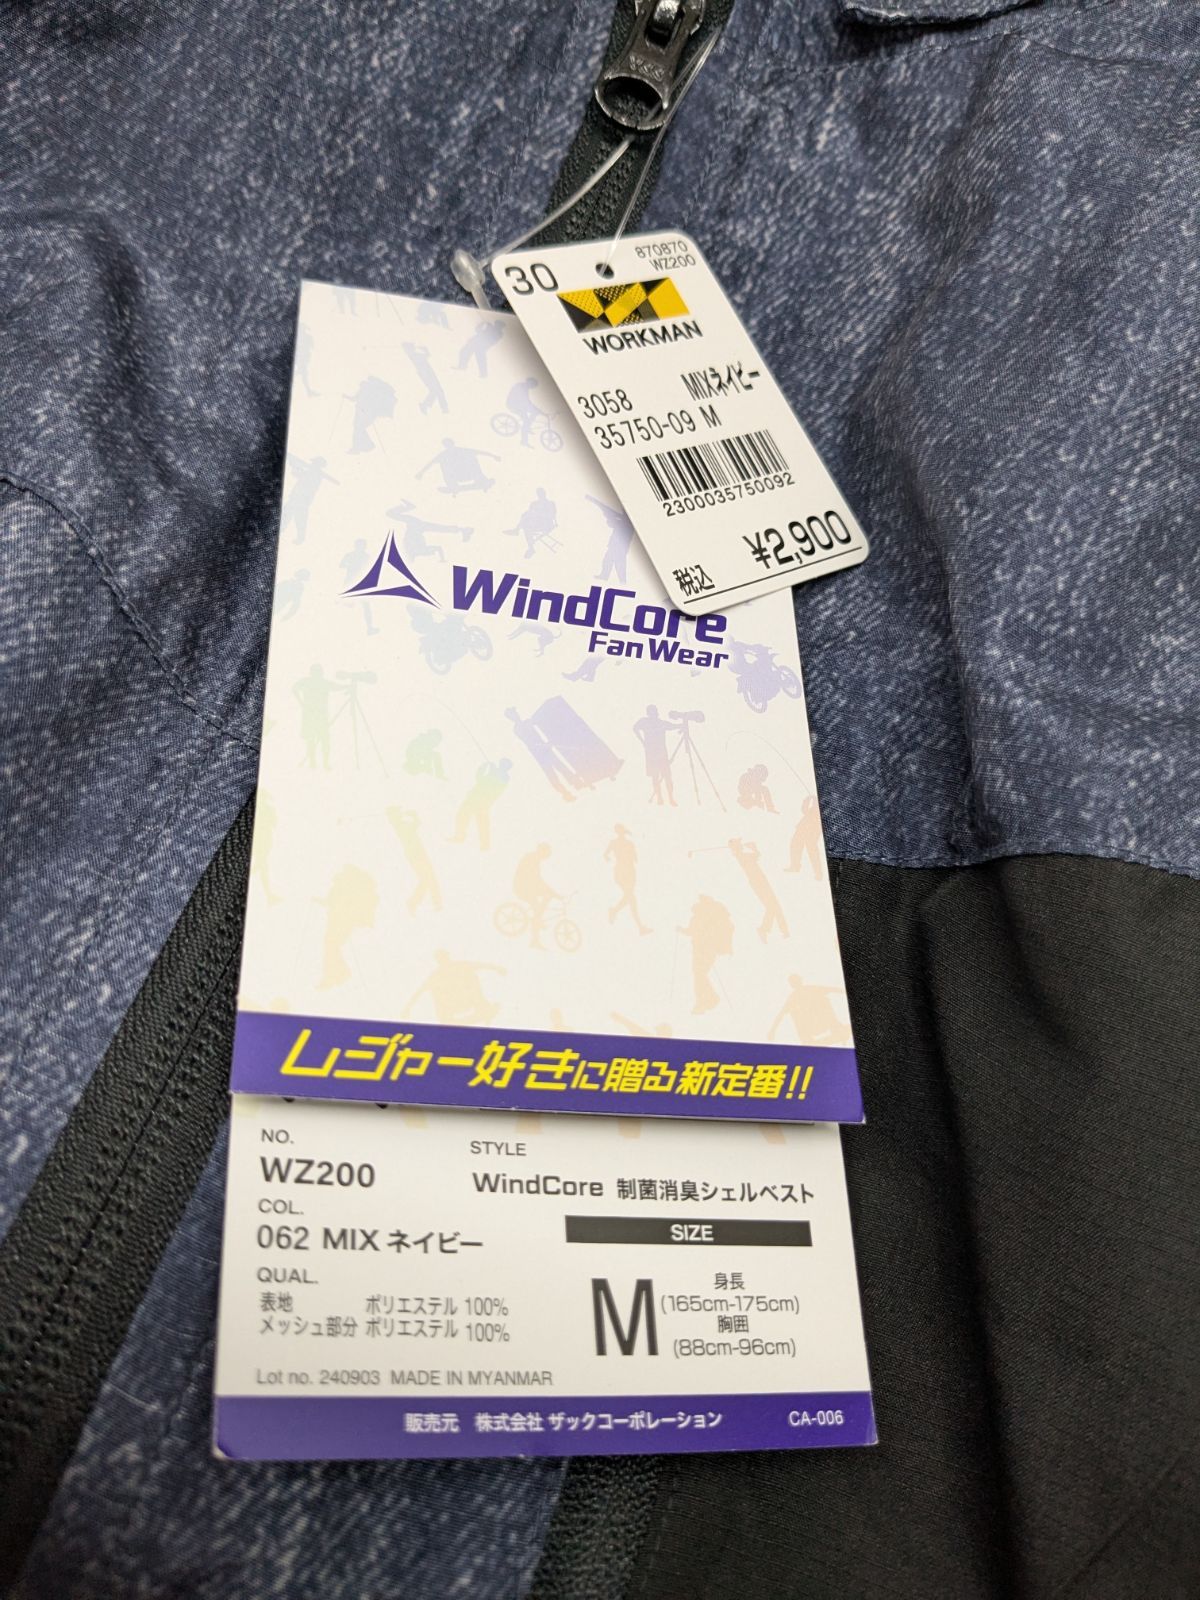 YKK
30
870870
WZ200
WORKMAN
3058 MIXネイビー
35750-09 M
2300035750092
¥2,900
税込
WindCore
Fan Wear
レジャー好きに贈る新定番!!
NO.
WZ200
STYLE
WindCore 制菌消臭シェルベスト
COL.
062 MIX ネイビー
SIZE
QUAL.
表地 ポリエステル 100%
メッシュ部分 ポリエステル 100%
M
身長
(165cm-175cm)
胸囲
(88cm-96cm)
Lot no. 240903 MADE IN MYANMAR
販売元 株式会社 ザックコーポレーション
CA-006